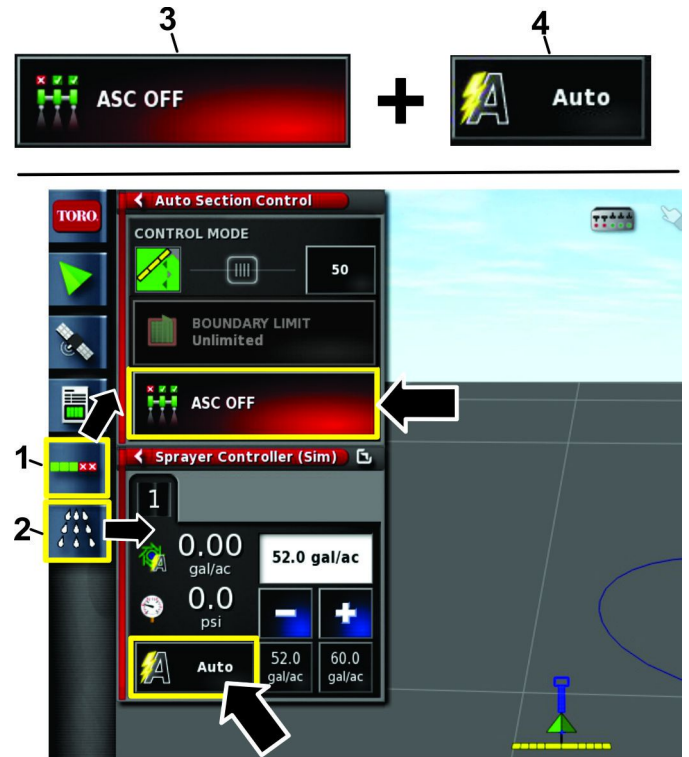 3
4
ASC OFF
+
Auto
TORO.
Auto Section Control
CONTROL MODE
50
BOUNDARY LIMIT
Unlimited
ASC OFF
1
Sprayer Controller (Sim)
2
1
0.00
gal/ac
52.0 gal/ac
0.0
psi
- +
A Auto
52.0
gal/ac
60.0
gal/ac